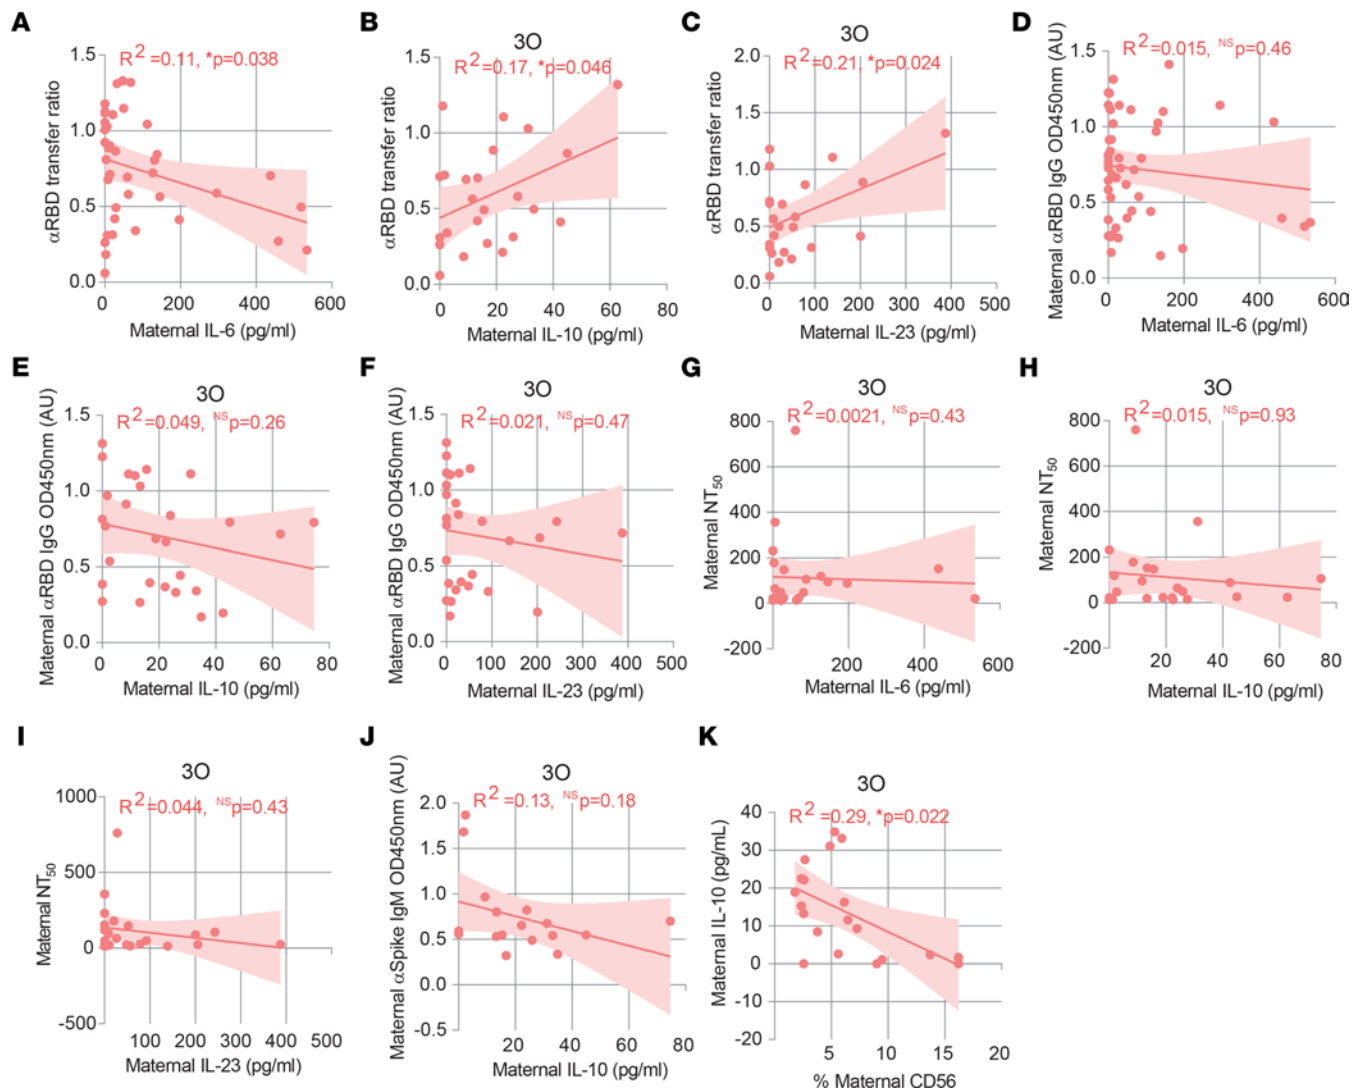 A
R²=0.11, *p=0.038
αRBD transfer ratio
1.5
1.0
0.5
0.0
0 200 400 600
Maternal IL-6 (pg/ml)
B
3O
R²=0.17, *p=0.046
αRBD transfer ratio
1.5
1.0
0.5
0.0
0 20 40 60 80
Maternal IL-10 (pg/ml)
C
3O
R²=0.21, *p=0.024
αRBD transfer ratio
2.0
1.5
1.0
0.5
0.0
0 100 200 300 400 500
Maternal IL-23 (pg/ml)
D
R²=0.015, NSp=0.46
Maternal αRBD IgG OD450nm (AU)
1.5
1.0
0.5
0.0
0 200 400 600
Maternal IL-6 (pg/ml)
E
3O
R²=0.049, NSp=0.26
Maternal αRBD IgG OD450nm (AU)
1.5
1.0
0.5
0.0
0 20 40 60 80
Maternal IL-10 (pg/ml)
F
3O
R²=0.021, NSp=0.47
Maternal αRBD IgG OD450nm (AU)
1.5
1.0
0.5
0.0
0 100 200 300 400 500
Maternal IL-23 (pg/ml)
G
3O
R²=0.0021, NSp=0.43
Maternal NT50
800
600
400
200
0
-200
200 400 600
Maternal IL-6 (pg/ml)
H
3O
R²=0.015, NSp=0.93
Maternal NT50
800
600
400
200
0
-200
20 40 60 80
Maternal IL-10 (pg/ml)
I
3O
R²=0.044, NSp=0.43
Maternal NT50
1000
500
0
-500
100 200 300 400 500
Maternal IL-23 (pg/ml)
J
3O
R²=0.13, NSp=0.18
Maternal αSpike IgM OD450nm (AU)
2.0
1.5
1.0
0.5
0.0
-0.5
20 40 60 80
Maternal IL-10 (pg/ml)
K
3O
R²=0.29, *p=0.022
Maternal IL-10 (pg/mL)
40
30
20
10
0
-10
-20
5 10 15 20
% Maternal CD56